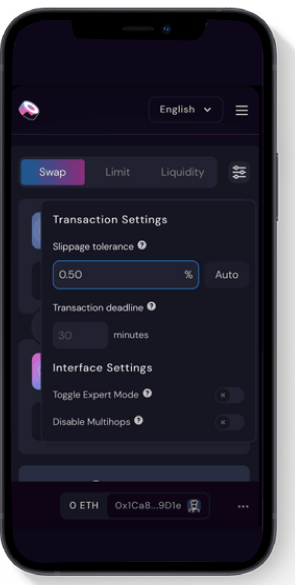 English
Swap Limit Liquidity
Transaction Settings
Slippage tolerance ?
0.50 % Auto
Transaction deadline ?
30 minutes
Interface Settings
Toggle Expert Mode ?
Disable Multihops ?
0 ETH 0x1Ca8...9D1e ...